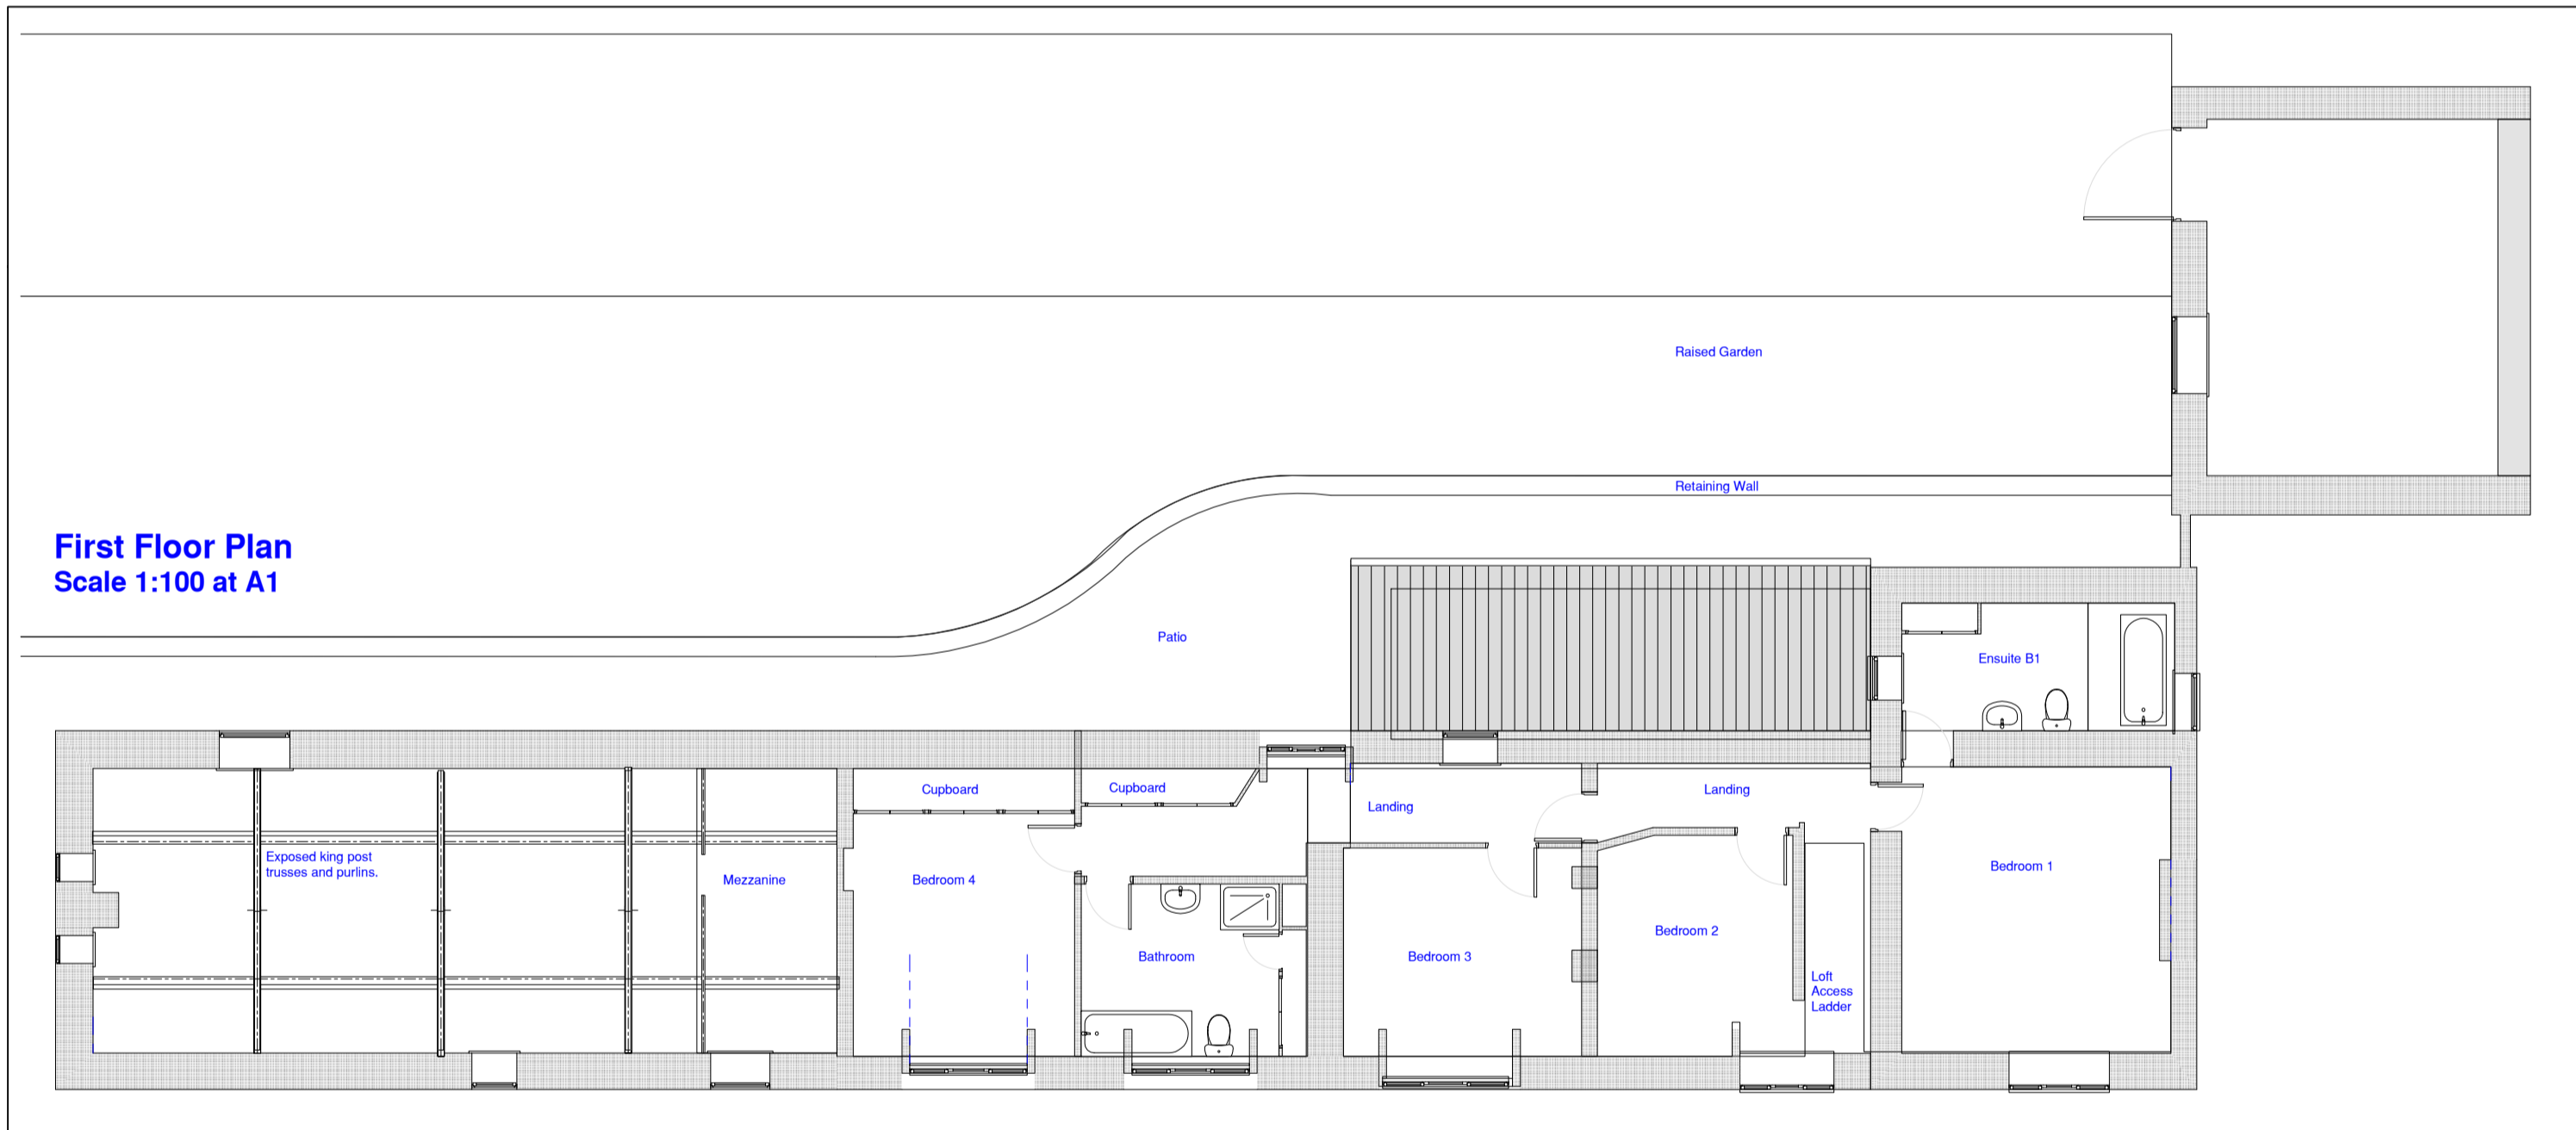 Raised Garden
Retaining Wall
First Floor Plan
Scale 1:100 at A1
Patio
Ensuite B1
Cupboard
Cupboard
Landing
Landing
Exposed king post
trusses and purlins.
Mezzanine
Bedroom 4
Bathroom
Bedroom 3
Bedroom 2
Loft
Access
Ladder
Bedroom 1